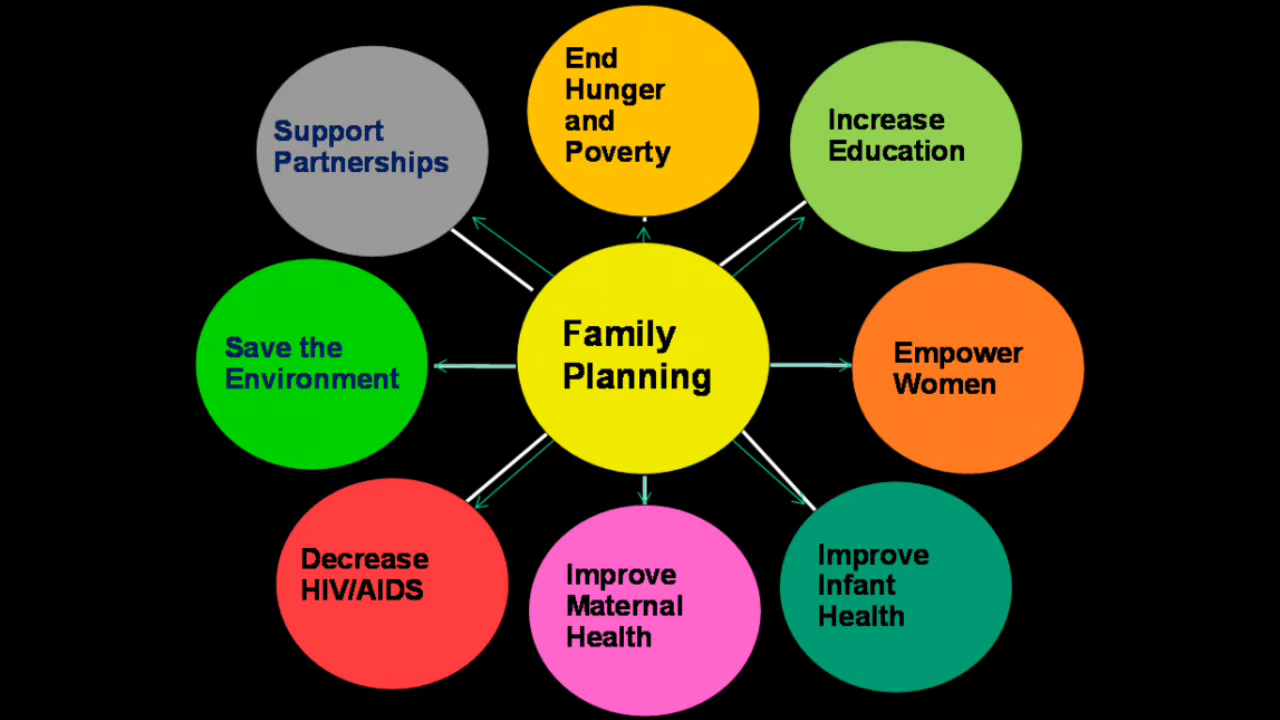 End
Hunger
and
Poverty
Increase
Education
Support
Partnerships
Family
Planning
Empower
Women
Save the
Environment
Decrease
HIV/AIDS
Improve
Maternal
Health
Improve
Infant
Health